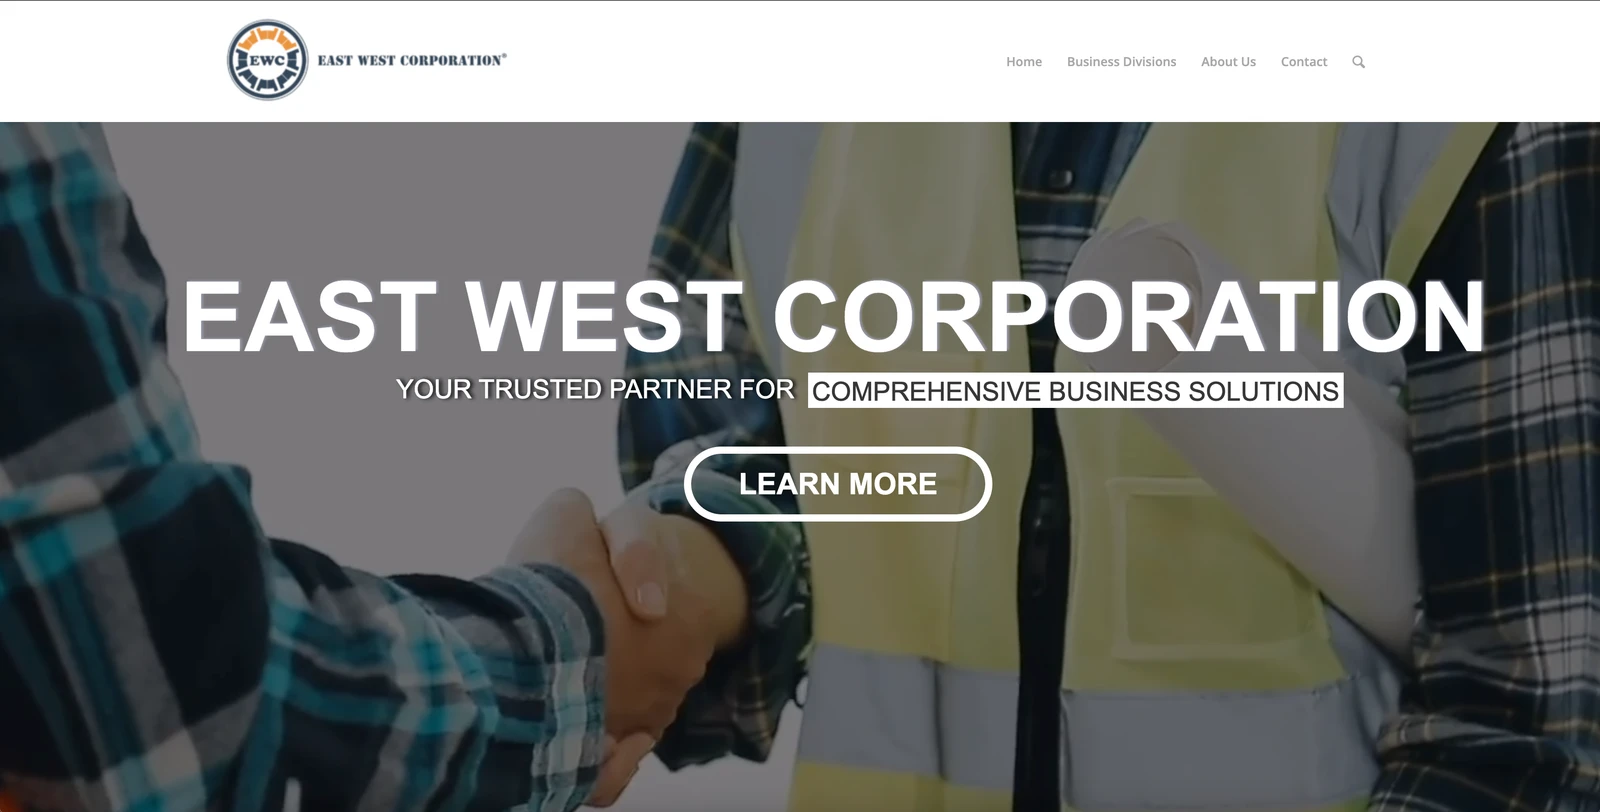 EWC
EAST WEST CORPORATION®
Home
Business Divisions
About Us
Contact
EAST WEST CORPORATION
YOUR TRUSTED PARTNER FOR COMPREHENSIVE BUSINESS SOLUTIONS
LEARN MORE